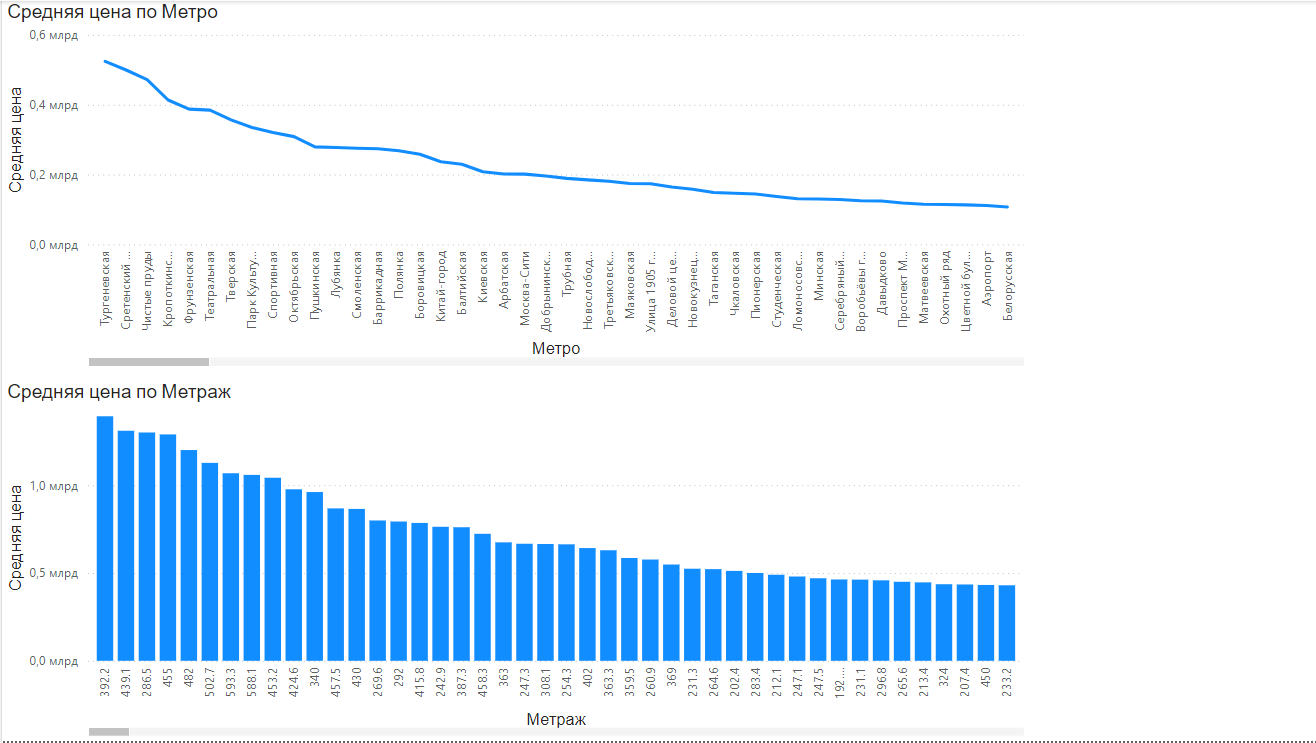 Средняя цена по Метро
Средняя цена
0,6 млрд
0,4 млрд
0,2 млрд
0,0 млрд
Тургеневская
Сретенский ...
Чистые пруды
Кропоткинс...
Фрунзенская
Театральная
Тверская
Парк Культу...
Спортивная
Октябрьская
Пушкинская
Лубянка
Смоленская
Баррикадная
Полянка
Боровицкая
Китай-город
Балтийская
Киевская
Арбатская
Москва-Сити
Добрынинск...
Трубная
Новослобод...
Третьяковск...
Маяковская
Улица 1905 г...
Деловой це...
Новокузнец...
Таганская
Чкаловская
Пионерская
Студенческая
Ломоносовс...
Минская
Серебряный...
Воробьёвы г...
Давыдково
Проспект М...
Матвеевская
Охотный ряд
Цветной бул...
Аэропорт
Белорусская
Метро
Средняя цена по Метраж
Средняя цена
1,0 млрд
0,5 млрд
0,0 млрд
392.2
439.1
286.5
455
482
502.7
593.3
588.1
453.2
424.6
340
457.5
430
269.6
292
415.8
242.9
387.3
458.3
363
247.3
308.1
254.3
402
363.3
359.5
260.9
369
231.3
264.6
202.4
283.4
212.1
247.1
247.5
192....
231.1
296.8
265.6
213.4
324
207.4
450
233.2
Метраж